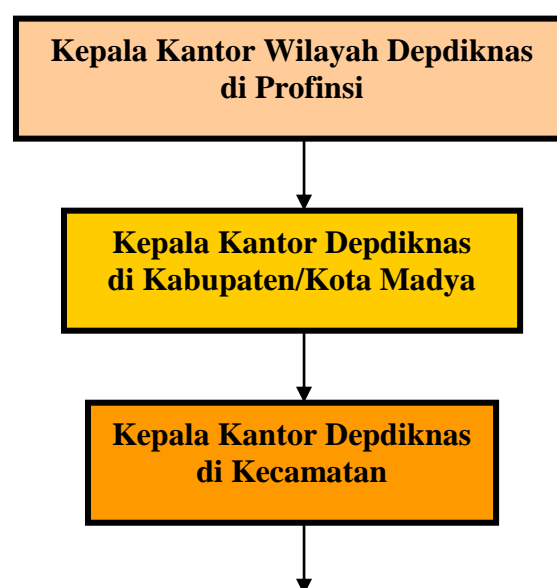 Kepala Kantor Wilayah Depdiknas
di Profinsi
Kepala Kantor Depdiknas
di Kabupaten/Kota Madya
Kepala Kantor Depdiknas
di Kecamatan